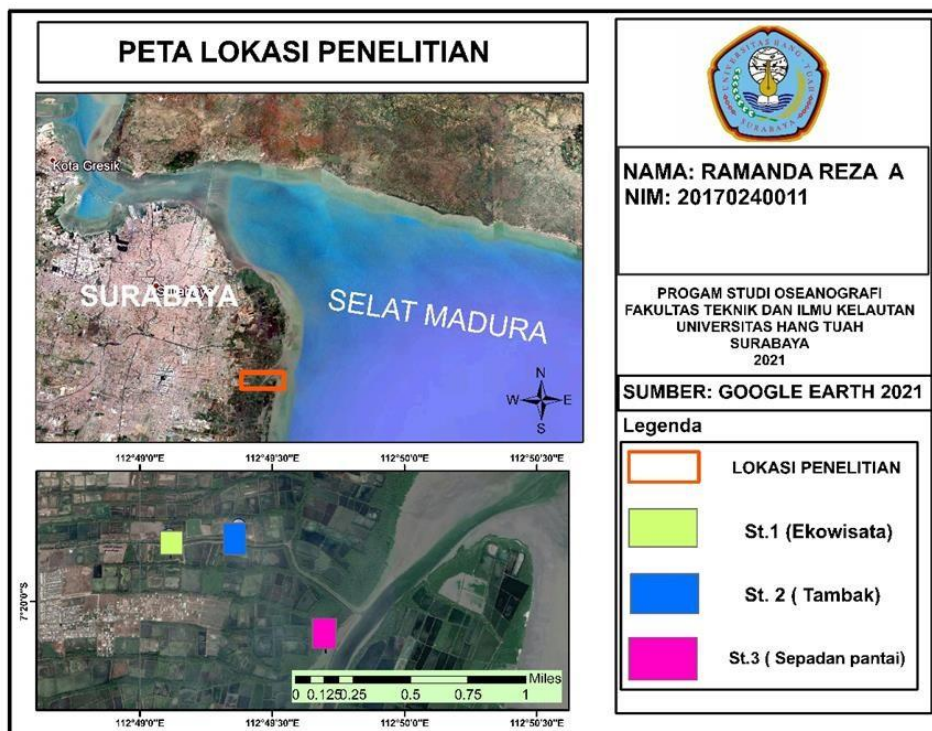 PETA LOKASI PENELITIAN
Kota Gresik
SURABAYA
SELAT MADURA
N
W E
S
112°49'0"E 112°49'30"E 112°50'0"E 112°50'30"E
7°20'0"S
Miles
0 0.125 0.25 0.5 0.75 1
112°49'0"E 112°49'30"E 112°50'0"E 112°50'30"E
UNIVERSITAS HANG TUAH
SURABAYA
NAMA: RAMANDA REZA A
NIM: 20170240011
PROGAM STUDI OSEANOGRAFI
FAKULTAS TEKNIK DAN ILMU KELAUTAN
UNIVERSITAS HANG TUAH
SURABAYA
2021
SUMBER: GOOGLE EARTH 2021
Legenda
LOKASI PENELITIAN
St.1 (Ekowisata)
St. 2 ( Tambak)
St.3 ( Sepadan pantai)